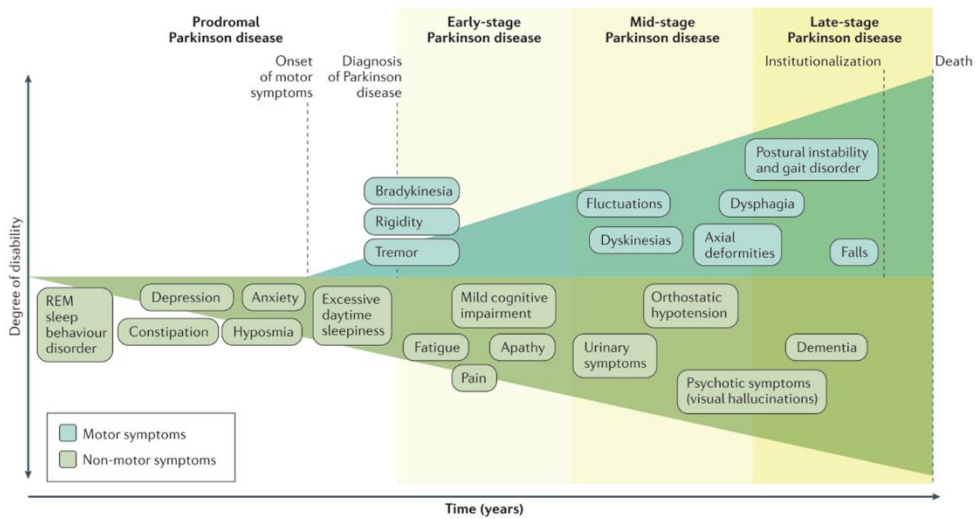 Prodromal
Parkinson disease
Early-stage
Parkinson disease
Mid-stage
Parkinson disease
Late-stage
Parkinson disease
Onset
of motor
symptoms
Diagnosis
of Parkinson
disease
Institutionalization
Death
Degree of disability
Postural instability
and gait disorder
Bradykinesia
Rigidity
Tremor
Fluctuations
Dysphagia
Dyskinesias
Axial
deformities
Falls
REM
sleep
behaviour
disorder
Depression
Anxiety
Constipation
Hyposmia
Excessive
daytime
sleepiness
Mild cognitive
impairment
Orthostatic
hypotension
Fatigue
Apathy
Pain
Urinary
symptoms
Dementia
Psychotic symptoms
(visual hallucinations)
Motor symptoms
Non-motor symptoms
Time (years)